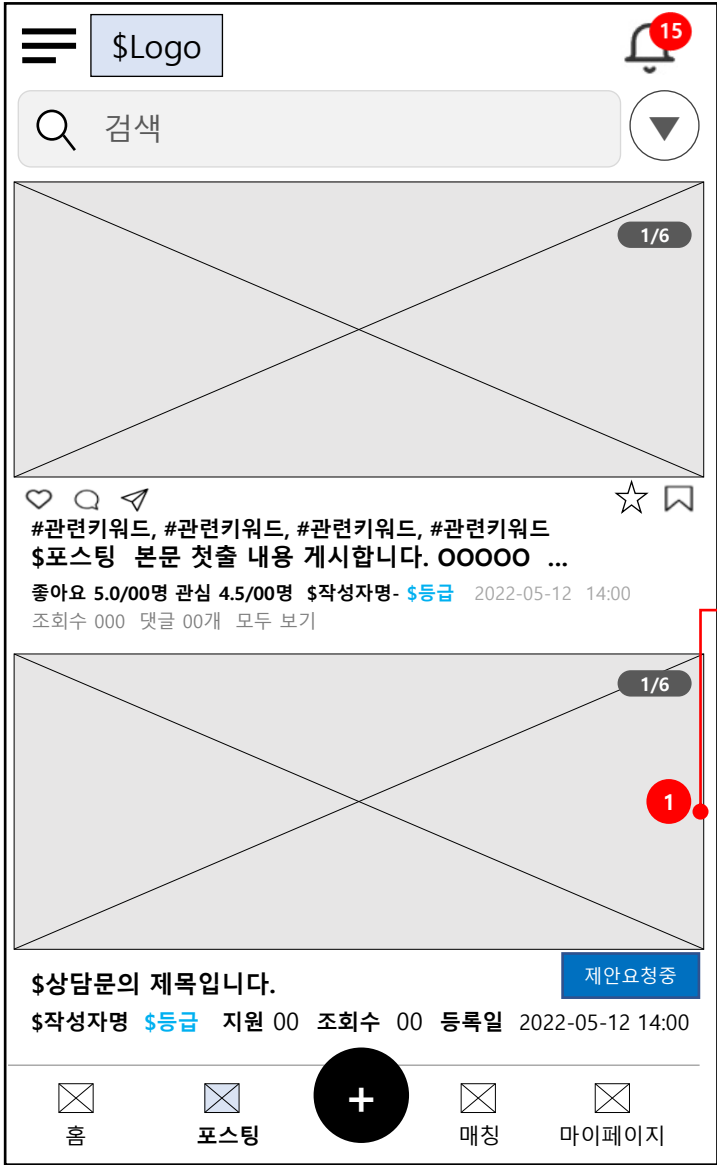 $Logo
15
검색
1/6
#관련키워드, #관련키워드, #관련키워드, #관련키워드
$포스팅 본문 첫출 내용 게시합니다. OOOOO ...
좋아요 5.0/00명 관심 4.5/00명 $작성자명- $등급 2022-05-12 14:00
조회수 000 댓글 00개 모두 보기
1/6
1
$상담문의 제목입니다.
제안요청중
$작성자명 $등급 지원 00 조회수 00 등록일 2022-05-12 14:00
+
홈 포스팅 매칭 마이페이지